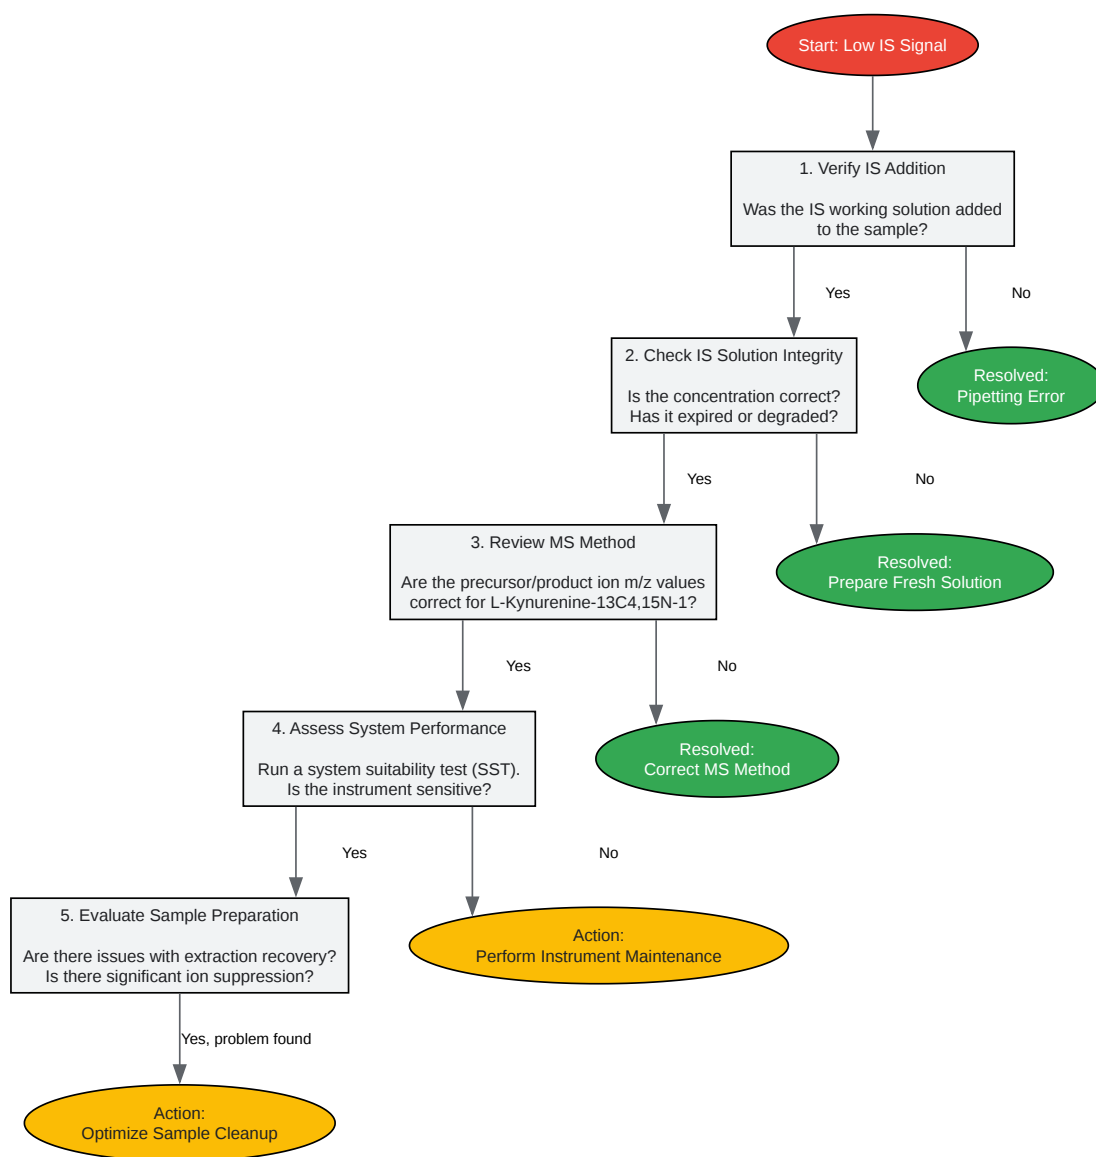 Start: Low IS Signal
1. Verify IS Addition
Was the IS working solution added
to the sample?
Yes
No
2. Check IS Solution Integrity
Is the concentration correct?
Has it expired or degraded?
Resolved:
Pipetting Error
Yes
No
3. Review MS Method
Are the precursor/product ion m/z values
correct for L-Kynurenine-13C4,15N-1?
Resolved:
Prepare Fresh Solution
Yes
No
4. Assess System Performance
Run a system suitability test (SST).
Is the instrument sensitive?
Resolved:
Correct MS Method
Yes
No
5. Evaluate Sample Preparation
Are there issues with extraction recovery?
Is there significant ion suppression?
Action:
Perform Instrument Maintenance
Yes, problem found
Action:
Optimize Sample Cleanup